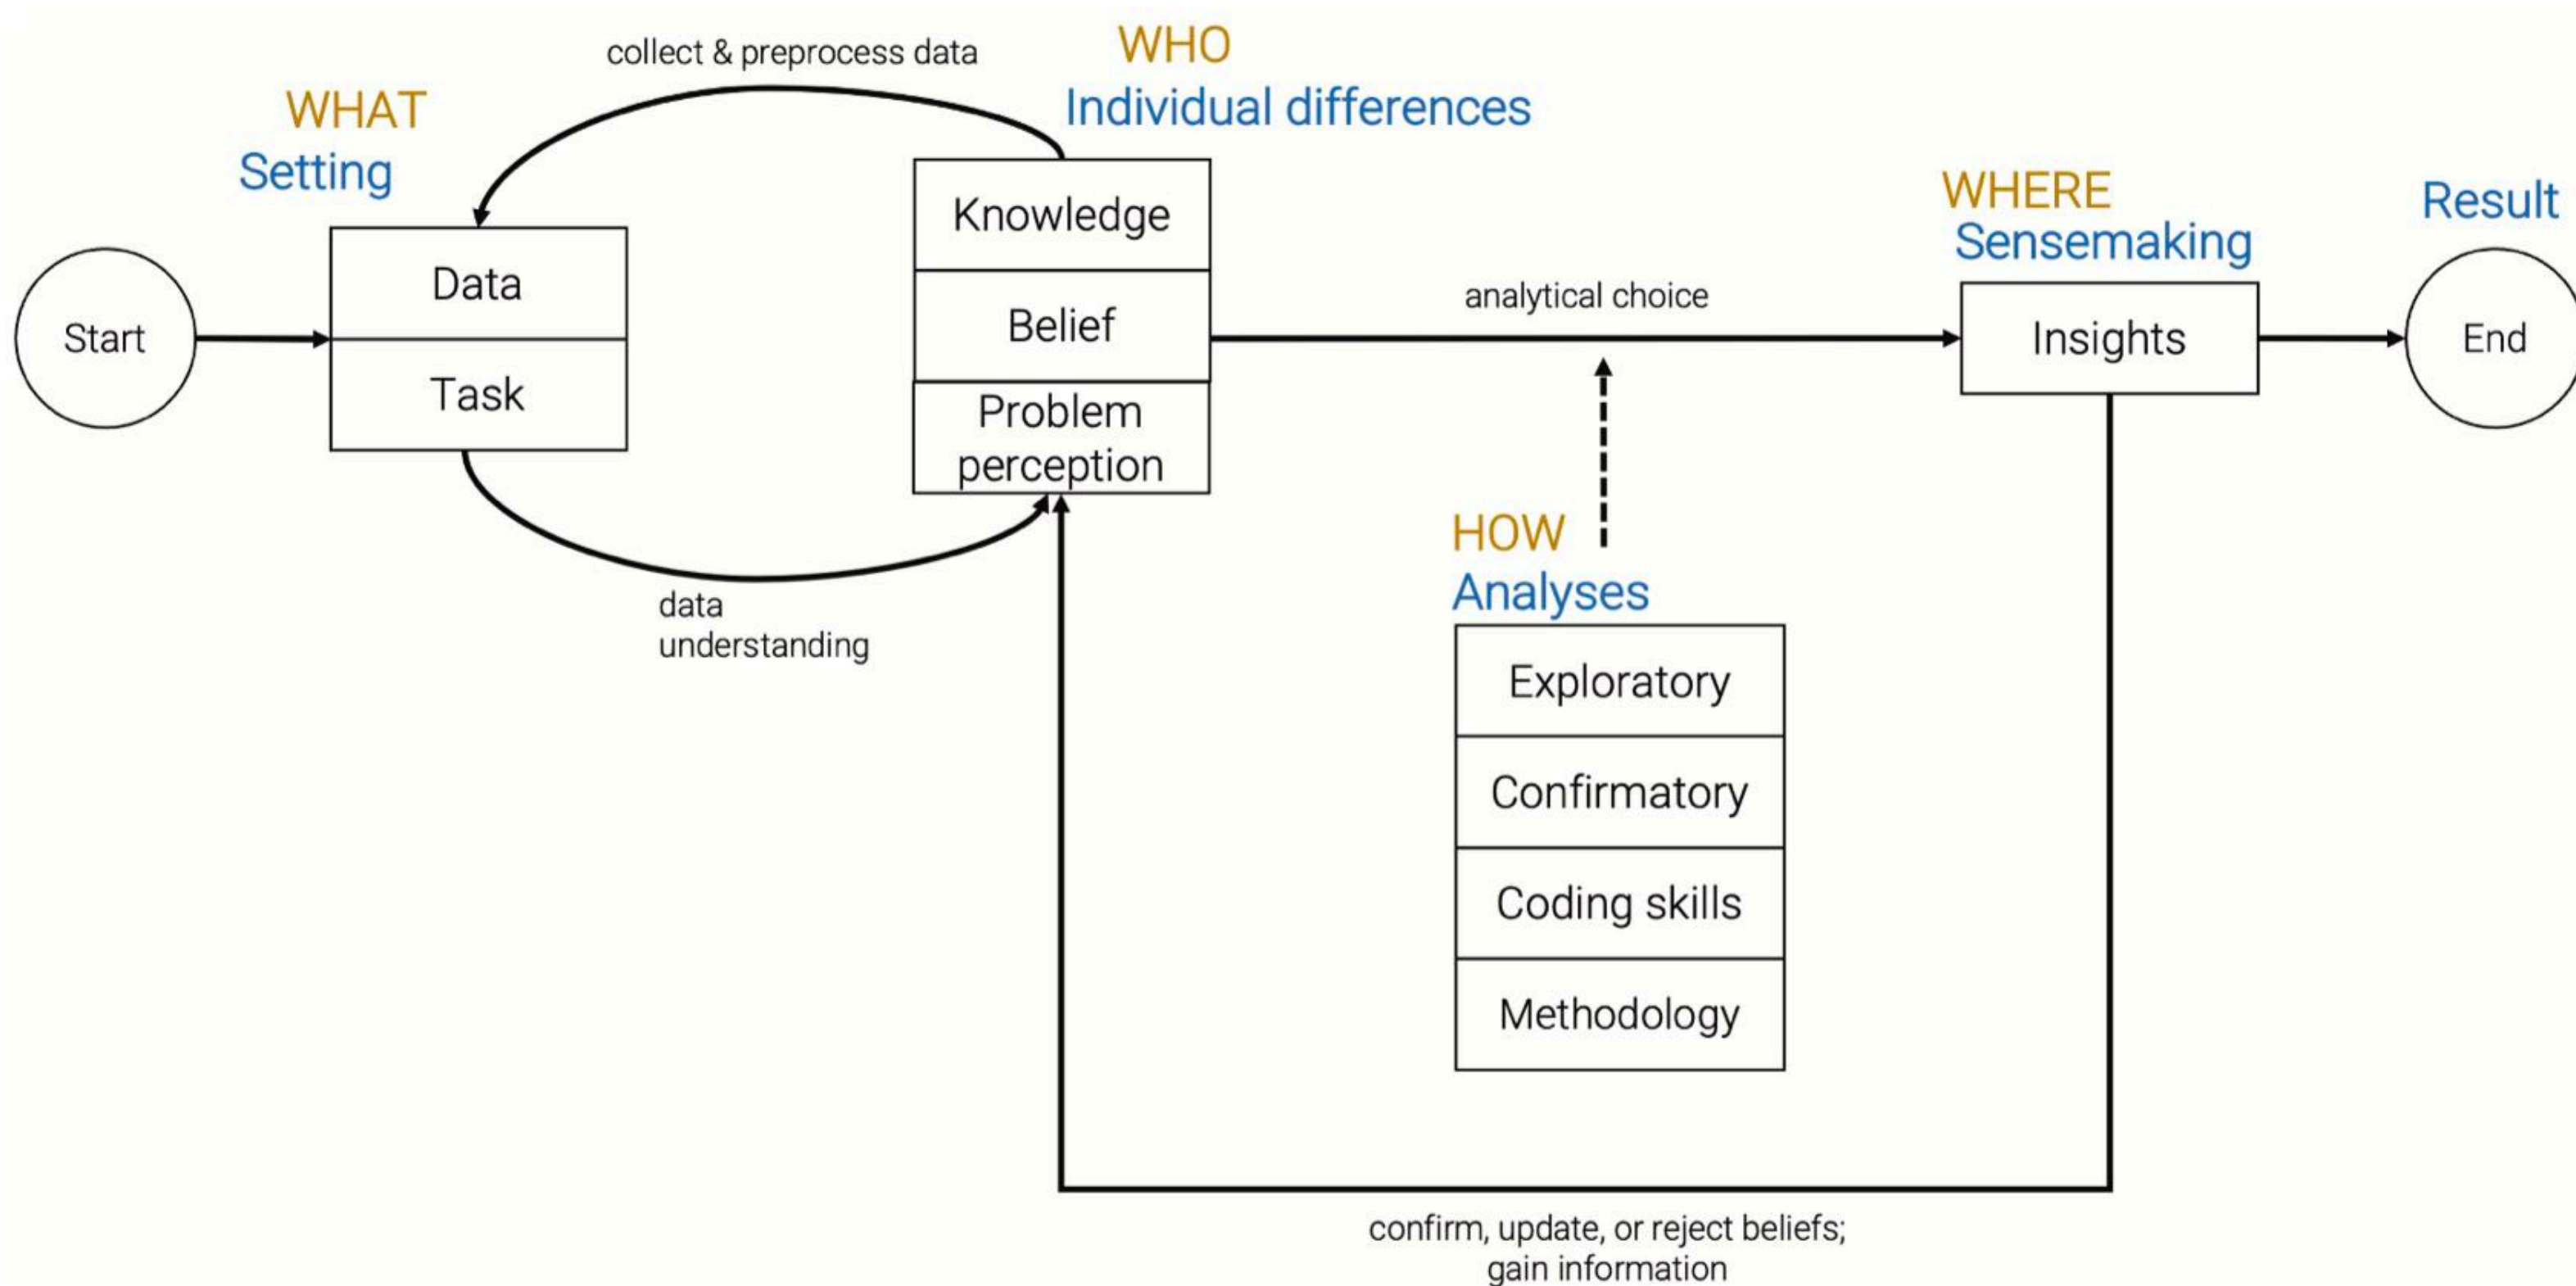 collect & preprocess data
WHO
Individual differences
WHAT
Setting
WHERE
Sensemaking
Result
Start
Data
Task
Knowledge
Belief
Problem
perception
analytical choice
Insights
End
data
understanding
HOW
Analyses
Exploratory
Confirmatory
Coding skills
Methodology
confirm, update, or reject beliefs;
gain information